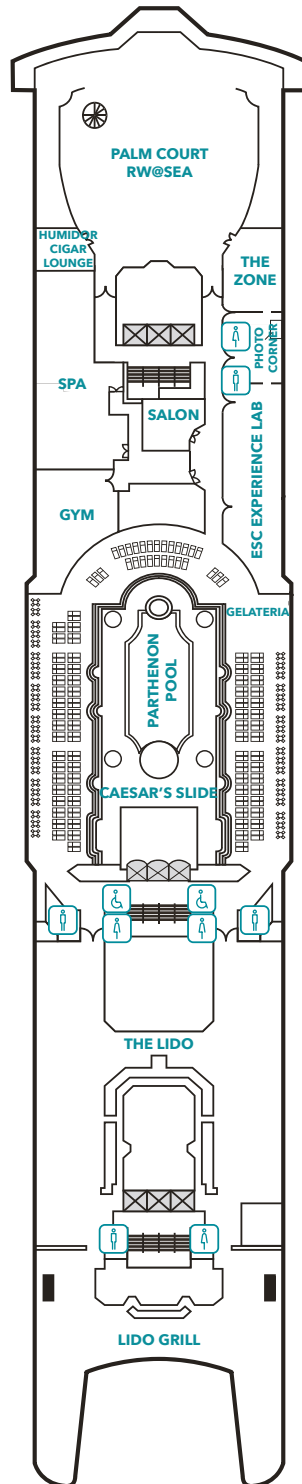 PALM COURT
RW@SEA
HUMIDOR
CIGAR
LOUNGE
THE
ZONE
PHOTO
CORNER
SPA
SALON
ESC EXPERIENCE LAB
GYM
GELATERIA
PARTHENON
POOL
CAESAR'S SLIDE
THE LIDO
LIDO GRILL